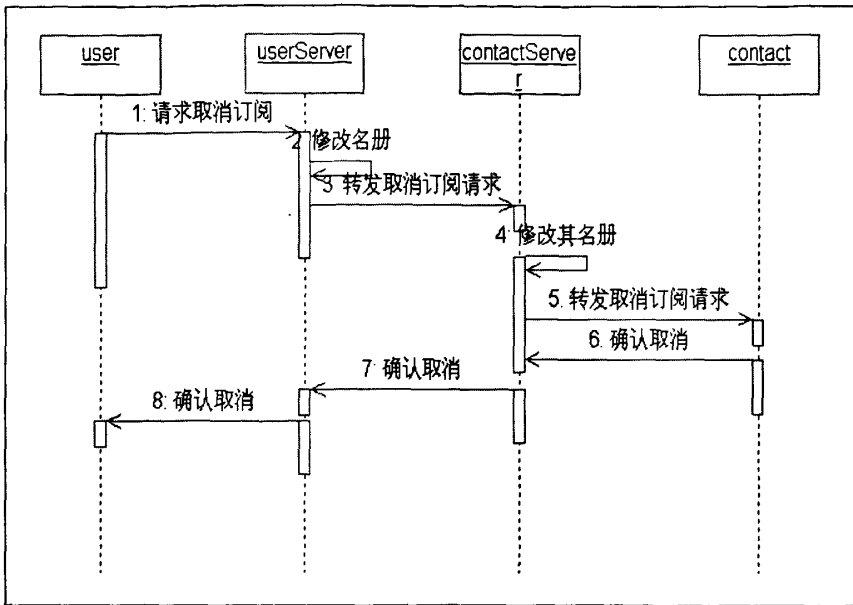 user
userServer
contactServe
r
contact
1: 请求取消订阅
2 修改名册
3 转发取消订阅请求
4 修改其名册
5. 转发取消订阅请求
6. 确认取消
7: 确认取消
8: 确认取消